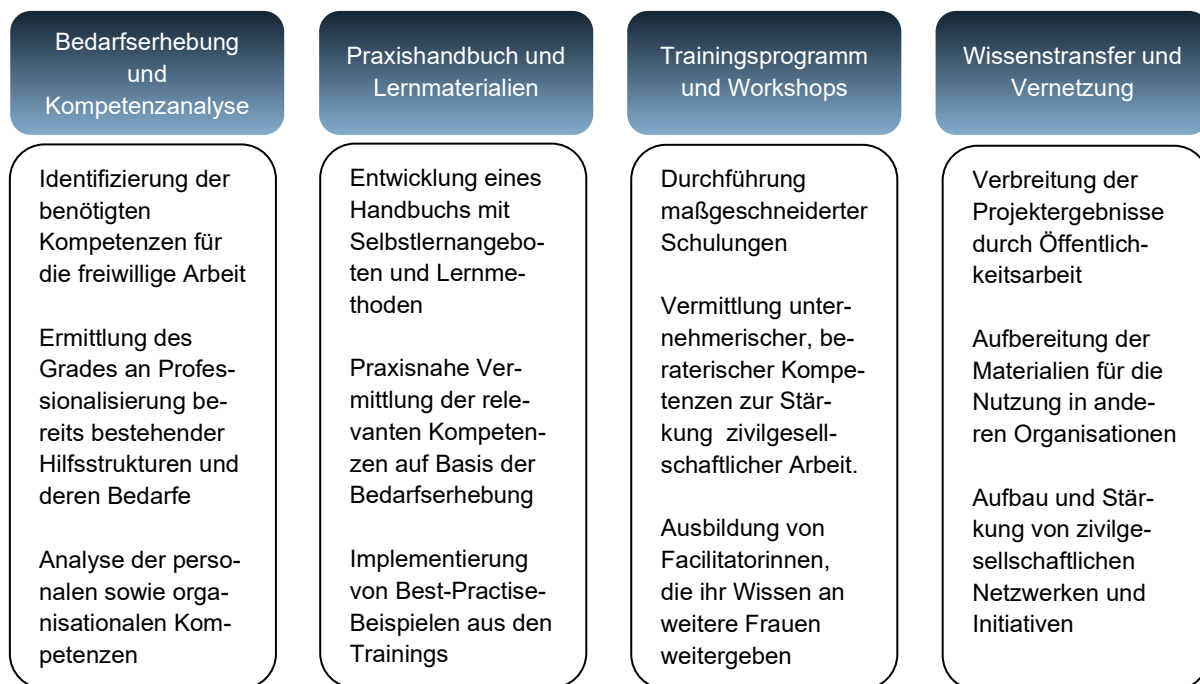 Bedarfserhebung
und
Kompetenzanalyse
Identifizierung der
benötigten
Kompetenzen für
die freiwillige Arbeit
Ermittlung des
Grades an Profes-
sionalisierung be-
reits bestehender
Hilfsstrukturen und
deren Bedarfe
Analyse der perso-
nalen sowie orga-
nisationalen Kom-
petenzen
Praxishandbuch und
Lernmaterialien
Entwicklung eines
Handbuchs mit
Selbstlernangebo-
ten und Lernme-
thoden
Praxisnahe Ver-
mittlung der rele-
vanten Kompeten-
zen auf Basis der
Bedarfserhebung
Implementierung
von Best-Practise-
Beispielen aus den
Trainings
Trainingsprogramm
und Workshops
Durchführung
maßgeschneiderter
Schulungen
Vermittlung unter-
nehmerischer, be-
raterischer Kompe-
tenzen zur Stär-
kung  zivilgesell-
schaftlicher Arbeit.
Ausbildung von
Facilitatorinnen,
die ihr Wissen an
weitere Frauen
weitergeben
Wissenstransfer und
Vernetzung
Verbreitung der
Projektergebnisse
durch Öffentlich-
keitsarbeit
Aufbereitung der
Materialien für die
Nutzung in ande-
ren Organisationen
Aufbau und Stär-
kung von zivilge-
sellschaftlichen
Netzwerken und
Initiativen